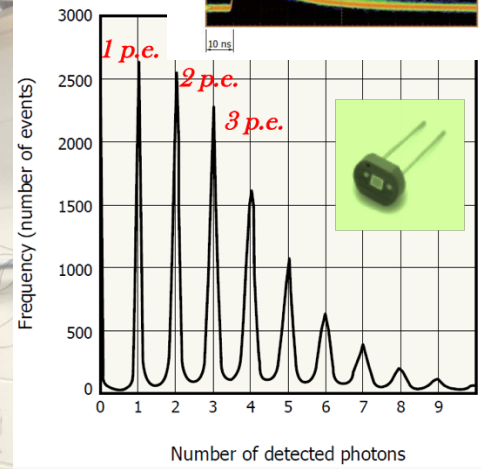 10 ns
3000
1 p.e.
2 p.e.
2500
3 p.e.
2000
1500
1000
500
0
0 1 2 3 4 5 6 7 8 9
Frequency (number of events)
Number of detected photons